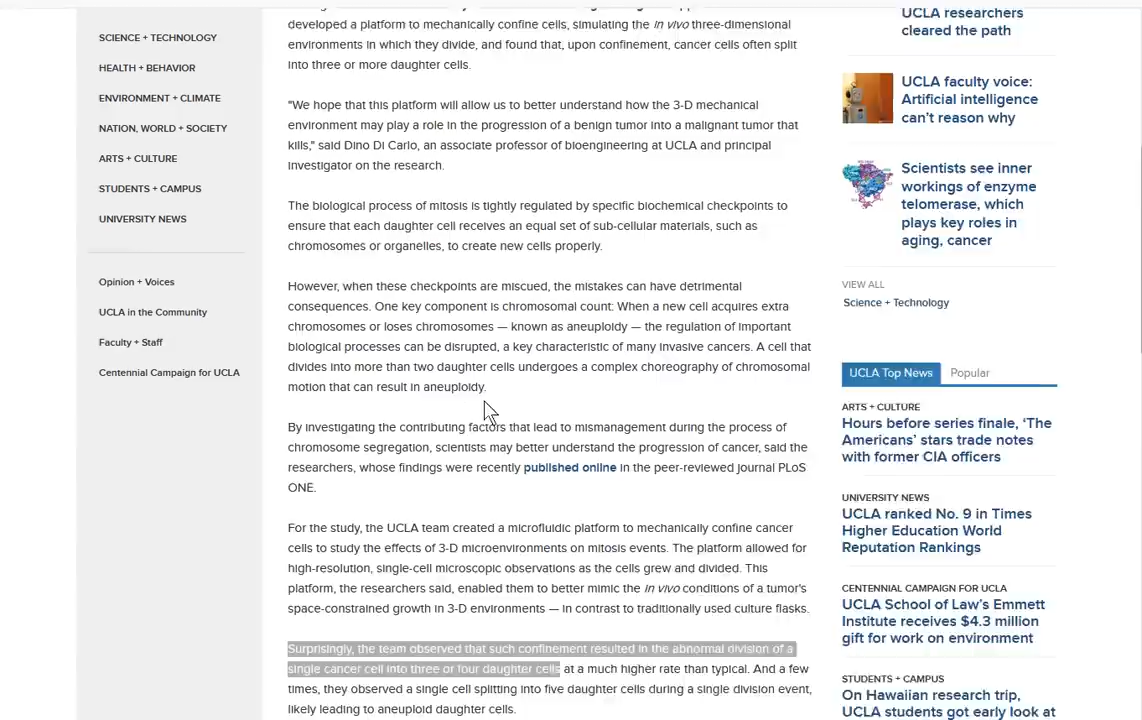 SCIENCE + TECHNOLOGY
HEALTH + BEHAVIOR
ENVIRONMENT + CLIMATE
NATION, WORLD + SOCIETY
ARTS + CULTURE
STUDENTS + CAMPUS
UNIVERSITY NEWS
Opinion + Voices
UCLA in the Community
Faculty + Staff
Centennial Campaign for UCLA
developed a platform to mechanically confine cells, simulating the in vivo three-dimensional
environments in which they divide, and found that, upon confinement, cancer cells often split
into three or more daughter cells.
"We hope that this platform will allow us to better understand how the 3-D mechanical
environment may play a role in the progression of a benign tumor into a malignant tumor that
kills," said Dino Di Carlo, an associate professor of bioengineering at UCLA and principal
investigator on the research.
The biological process of mitosis is tightly regulated by specific biochemical checkpoints to
ensure that each daughter cell receives an equal set of sub-cellular materials, such as
chromosomes or organelles, to create new cells properly.
However, when these checkpoints are miscued, the mistakes can have detrimental
consequences. One key component is chromosomal count: When a new cell acquires extra
chromosomes or loses chromosomes — known as aneuploidy — the regulation of important
biological processes can be disrupted, a key characteristic of many invasive cancers. A cell that
divides into more than two daughter cells undergoes a complex choreography of chromosomal
motion that can result in aneuploidy.
By investigating the contributing factors that lead to mismanagement during the process of
chromosome segregation, scientists may better understand the progression of cancer, said the
researchers, whose findings were recently published online in the peer-reviewed journal PLoS
ONE.
For the study, the UCLA team created a microfluidic platform to mechanically confine cancer
cells to study the effects of 3-D microenvironments on mitosis events. The platform allowed for
high-resolution, single-cell microscopic observations as the cells grew and divided. This
platform, the researchers said, enabled them to better mimic the in vivo conditions of a tumor's
space-constrained growth in 3-D environments — in contrast to traditionally used culture flasks.
Surprisingly, the team observed that such confinement resulted in the abnormal division of a
single cancer cell into three or four daughter cells at a much higher rate than typical. And a few
times, they observed a single cell splitting into five daughter cells during a single division event,
likely leading to aneuploid daughter cells.
UCLA researchers
cleared the path
UCLA faculty voice:
Artificial intelligence
can't reason why
Scientists see inner
workings of enzyme
telomerase, which
plays key roles in
aging, cancer
VIEW ALL
Science + Technology
UCLA Top News
Popular
ARTS + CULTURE
Hours before series finale, 'The
Americans' stars trade notes
with former CIA officers
UNIVERSITY NEWS
UCLA ranked No. 9 in Times
Higher Education World
Reputation Rankings
CENTENNIAL CAMPAIGN FOR UCLA
UCLA School of Law's Emmett
Institute receives $4.3 million
gift for work on environment
STUDENTS + CAMPUS
On Hawaiian research trip,
UCLA students got early look at